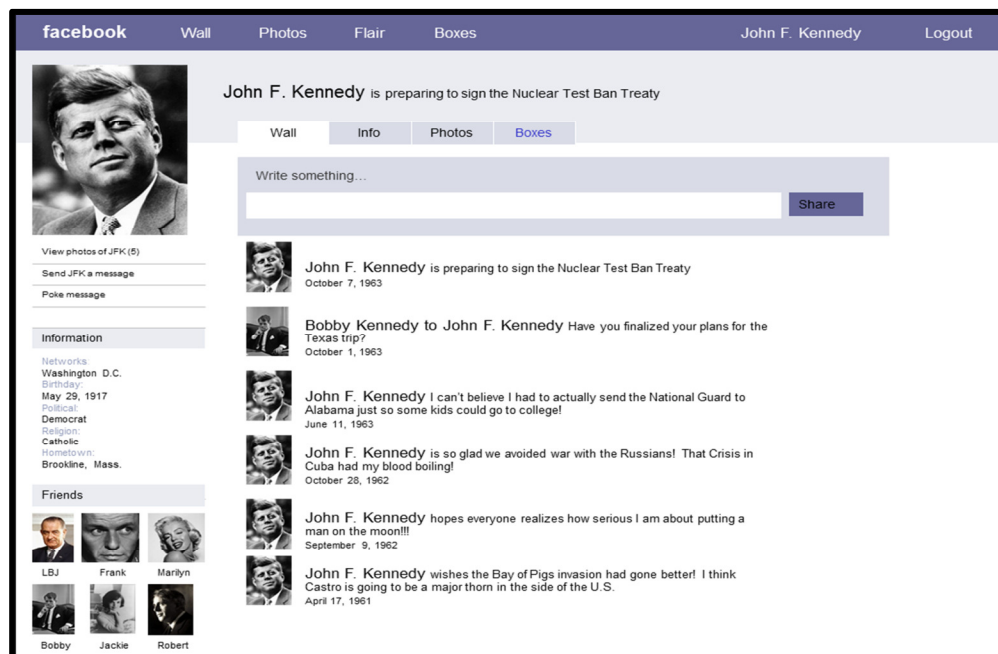 facebook Wall Photos Flair Boxes John F. Kennedy Logout
John F. Kennedy is preparing to sign the Nuclear Test Ban Treaty
Wall Info Photos Boxes
Write something...
Share
View photos of JFK (5)
Send JFK a message
Poke message
Information
Networks:
Washington D.C.
Birthday:
May 29, 1917
Political:
Democrat
Religion:
Catholic
Hometown:
Brookline, Mass.
Friends
LBJ Frank Marilyn
Bobby Jackie Robert
John F. Kennedy is preparing to sign the Nuclear Test Ban Treaty
October 7, 1963
Bobby Kennedy to John F. Kennedy Have you finalized your plans for the
Texas trip?
October 1, 1963
John F. Kennedy I can't believe I had to actually send the National Guard to
Alabama just so some kids could go to college!
June 11, 1963
John F. Kennedy is so glad we avoided war with the Russians! That Crisis in
Cuba had my blood boiling!
October 28, 1962
John F. Kennedy hopes everyone realizes how serious I am about putting a
man on the moon!!!
September 9, 1962
John F. Kennedy wishes the Bay of Pigs invasion had gone better! I think
Castro is going to be a major thorn in the side of the U.S.
April 17, 1961